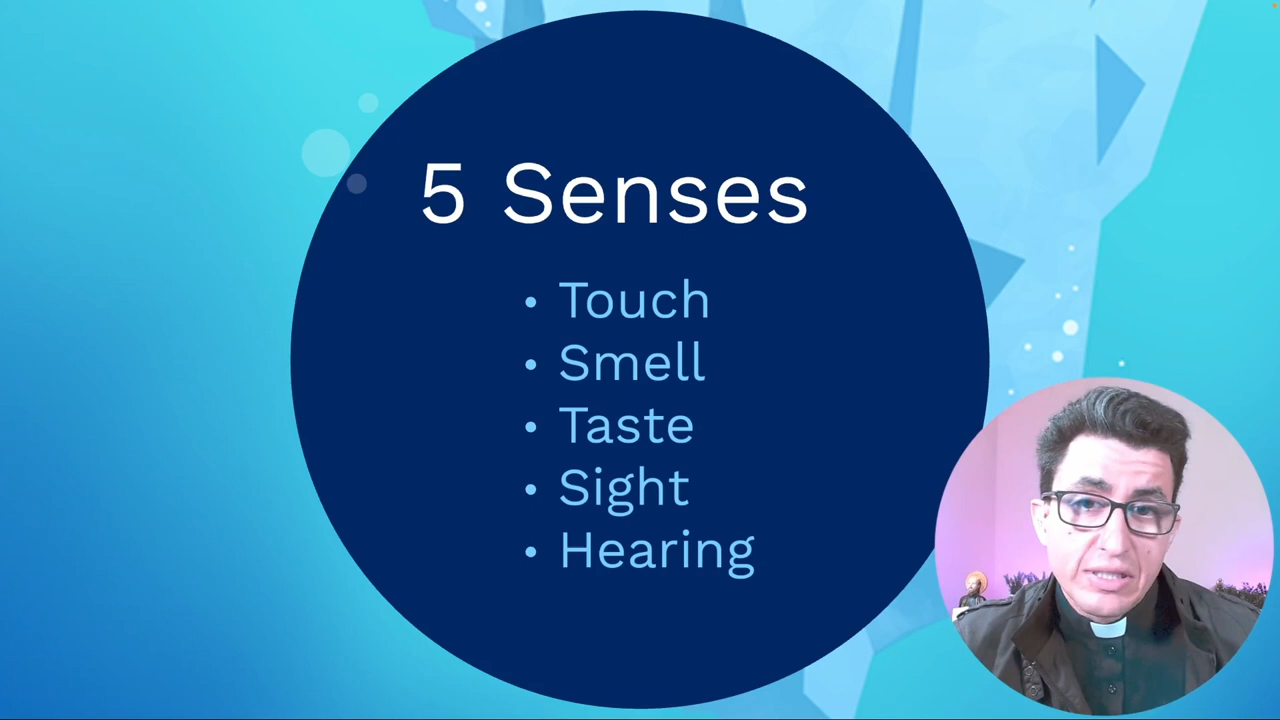 5 Senses
• Touch
• Smell
• Taste
• Sight
• Hearing